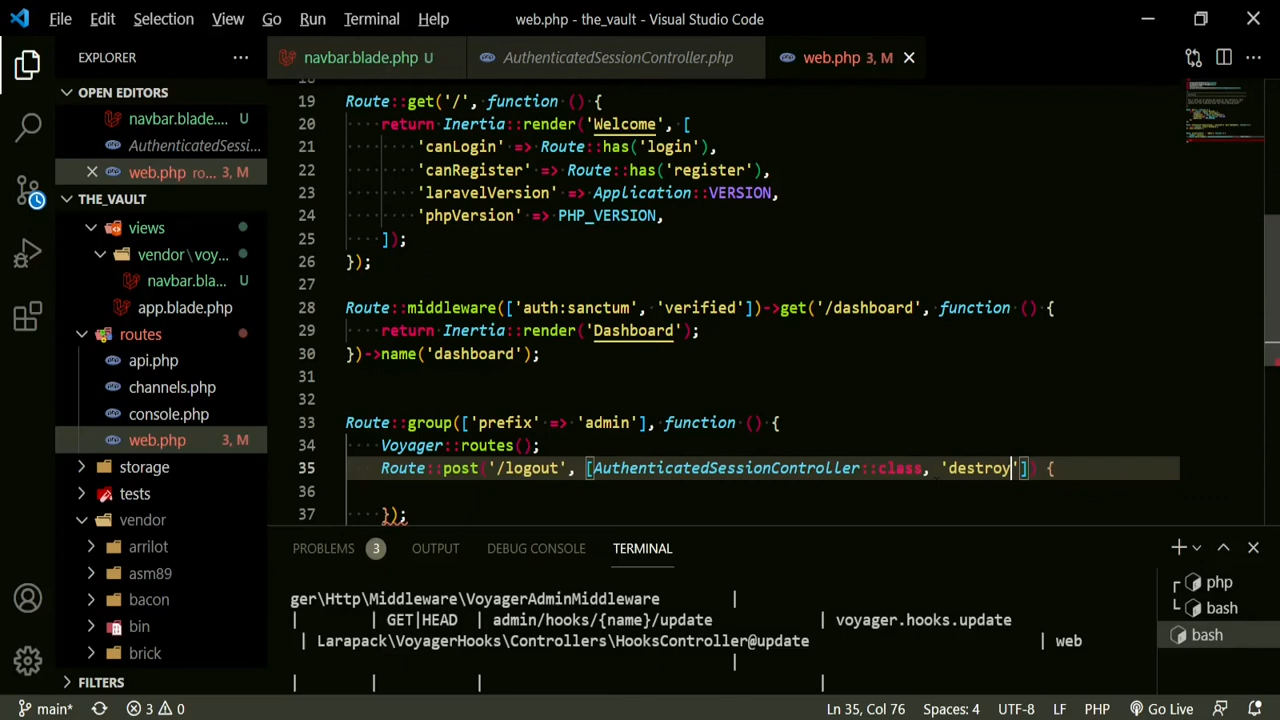 File Edit Selection View Go Run Terminal Help web.php - the_vault - Visual Studio Code
EXPLORER
navbar.blade.php U
AuthenticatedSessionController.php
web.php 3, M
OPEN EDITORS
navbar.blade.... U
AuthenticatedSessi...
web.php ro... 3, M
THE_VAULT
views
vendor\voy...
navbar.bla... U
app.blade.php
routes
api.php
channels.php
console.php
web.php 3, M
storage
tests
vendor
arrilot
asm89
bacon
bin
brick
FILTERS
18
19 Route::get('/', function () {
20 return Inertia::render('Welcome', [
21 'canLogin' => Route::has('login'),
22 'canRegister' => Route::has('register'),
23 'laravelVersion' => Application::VERSION,
24 'phpVersion' => PHP_VERSION,
25 ]);
26 });
27
28 Route::middleware(['auth:sanctum', 'verified'])->get('/dashboard', function () {
29 return Inertia::render('Dashboard');
30 })->name('dashboard');
31
32
33 Route::group(['prefix' => 'admin'], function () {
34 Voyager::routes();
35 Route::post('/logout', [AuthenticatedSessionController::class, 'destroy']) {
36
37 });
PROBLEMS 3 OUTPUT DEBUG CONSOLE TERMINAL
ger\Http\Middleware\VoyagerAdminMiddleware |
| | GET|HEAD | admin/hooks/{name}/update | voyager.hooks.update
| Larapack\VoyagerHooks\Controllers\HooksController@update | web
|
| | | |
php
bash
bash
main* 3 0 Ln 35, Col 76 Spaces: 4 UTF-8 LF PHP Go Live